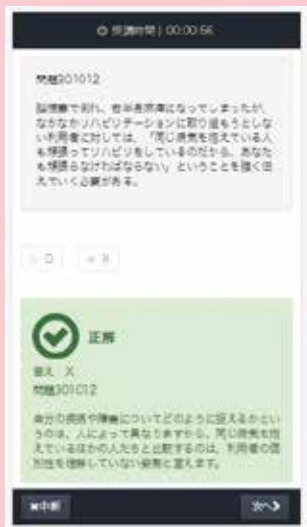 受講時間 | 00:00:56
問題301012
脳梗塞で倒れ、右半身麻痺になってしまったが、
なかなかリハビリテーションに取り組もうとしな
い利用者に対しては、「同じ病気を抱えている人
も頑張ってリハビリをしているのだから、あなた
も頑張らなければならない」ということを強く伝
えていく必要がある。
○ X
正解
答え X
問題301012
自分の病気や障害についてどのように捉えるかとい
うのは、人によって異なりますから、同じ病気を抱
えているほかの人たちと比較するのは、利用者の個
別性を理解していない姿勢と言えます。
✖中断
次へ❯